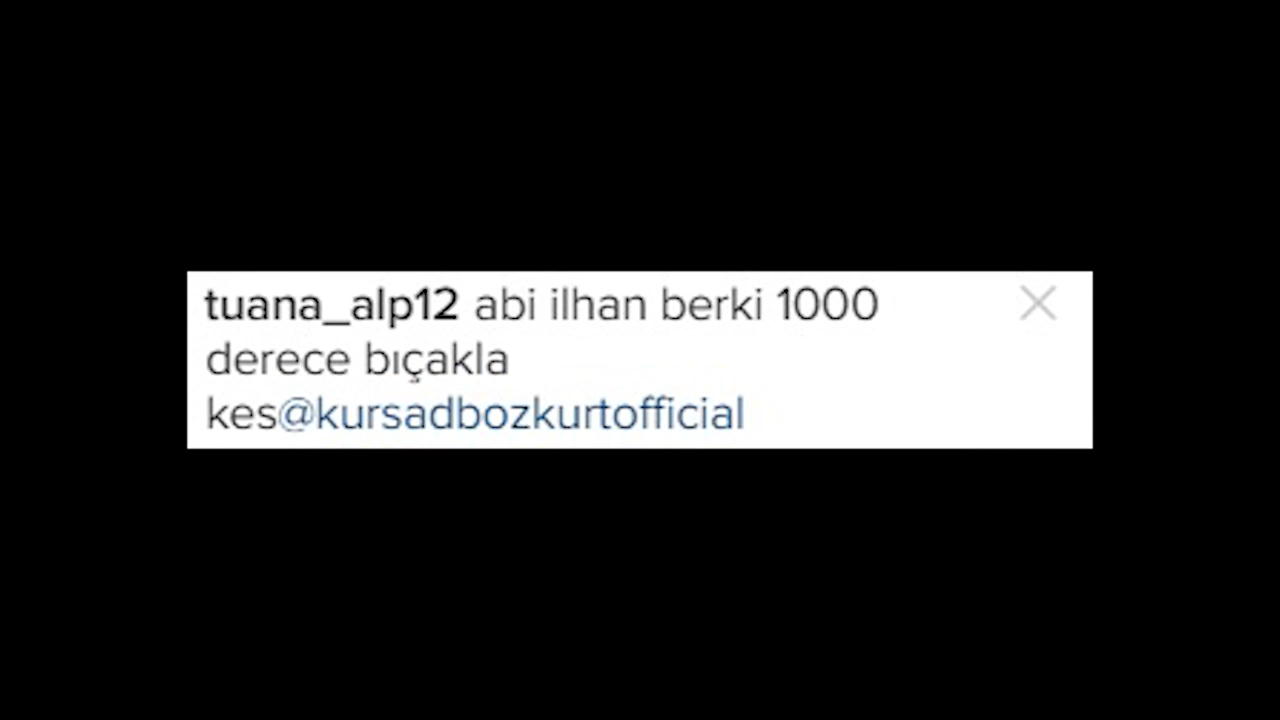 tuana_alp12 abi ilhan berki 1000
derece bıçakla
kes@kursadbozkurtofficial